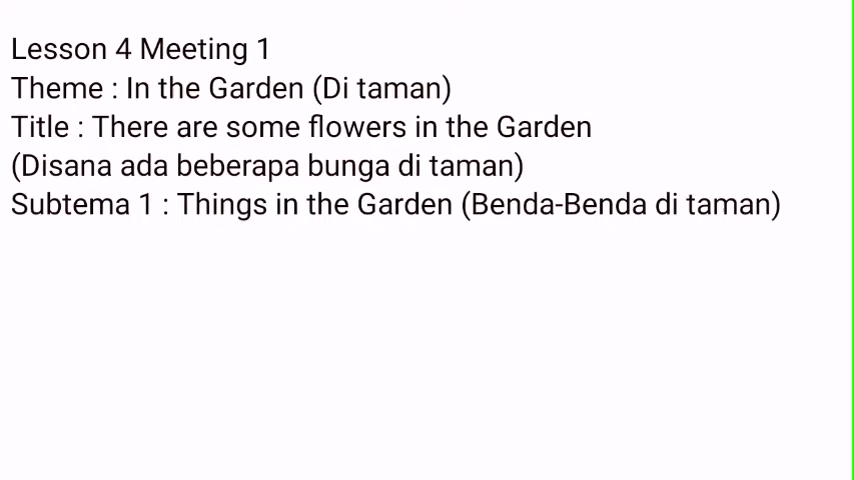 Lesson 4 Meeting 1
Theme : In the Garden (Di taman)
Title : There are some flowers in the Garden
(Disana ada beberapa bunga di taman)
Subtema 1 : Things in the Garden (Benda-Benda di taman)